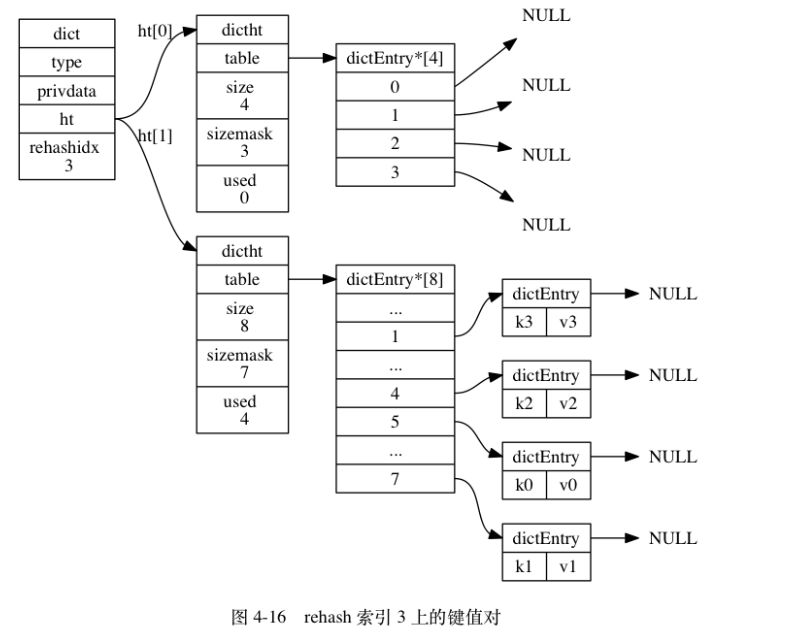 dict
type
privdata
ht
rehashidx
3
ht[0]
ht[1]
dictht
table
size
4
sizemask
3
used
0
dictEntry*[4]
0
1
2
3
NULL
NULL
NULL
NULL
dictht
table
size
8
sizemask
7
used
4
dictEntry*[8]
...
1
...
4
5
...
7
dictEntry
k3 v3
NULL
dictEntry
k2 v2
NULL
dictEntry
k0 v0
NULL
dictEntry
k1 v1
NULL
图 4-16 rehash 索引 3 上的键值对